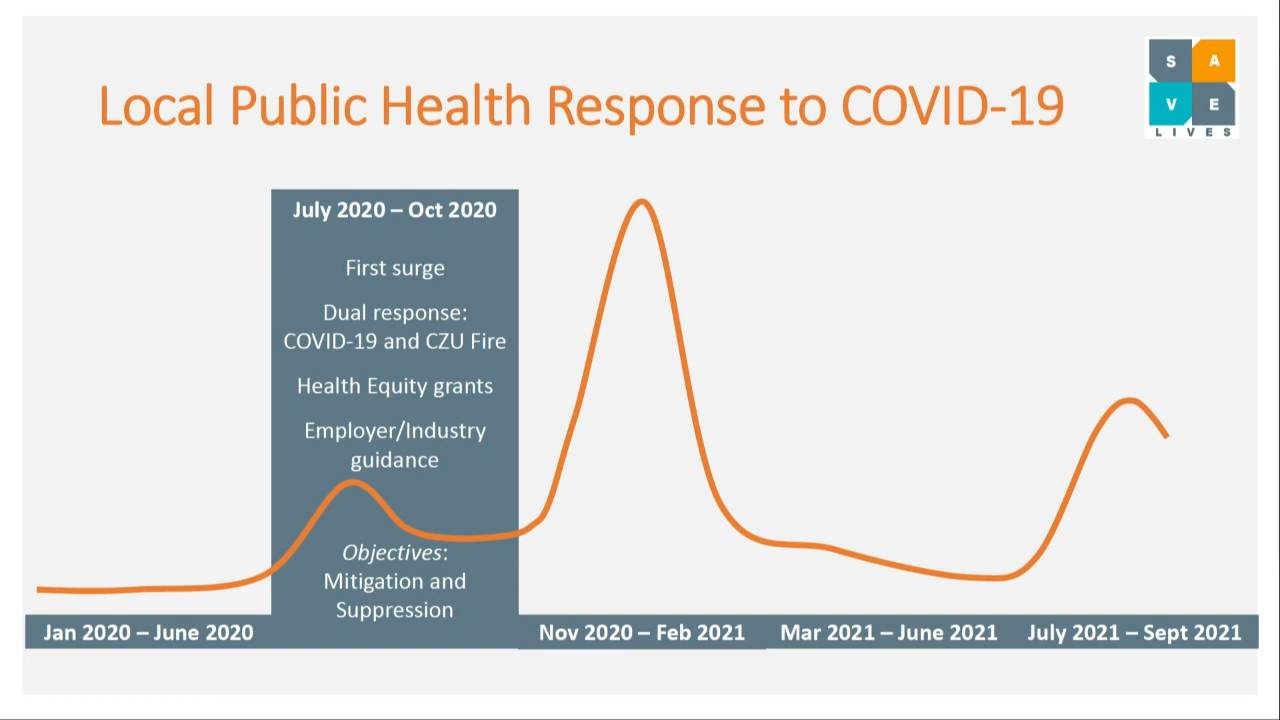 Local Public Health Response to COVID-19
S A
V E
LIVES
July 2020 – Oct 2020
First surge
Dual response:
COVID-19 and CZU Fire
Health Equity grants
Employer/Industry
guidance
Objectives:
Mitigation and
Suppression
Jan 2020 – June 2020
Nov 2020 – Feb 2021
Mar 2021 – June 2021
July 2021 – Sept 2021